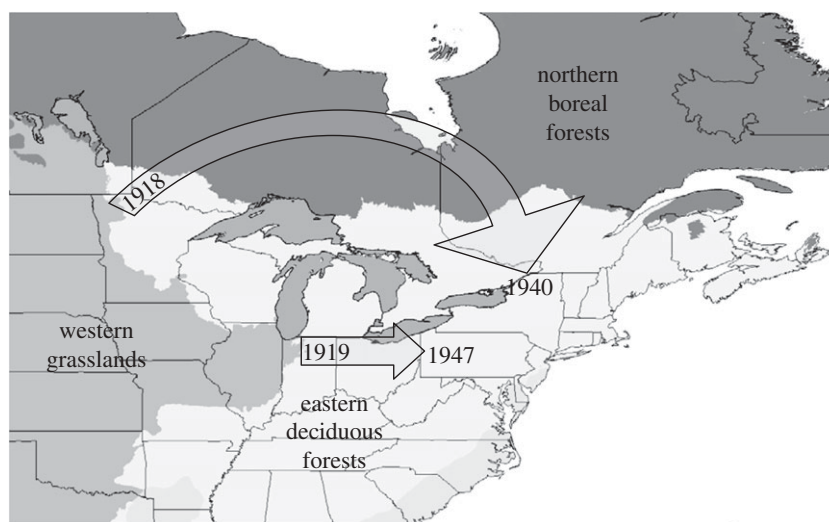 northern
boreal
forests
1918
1940
western
grasslands
1919
1947
eastern
deciduous
forests